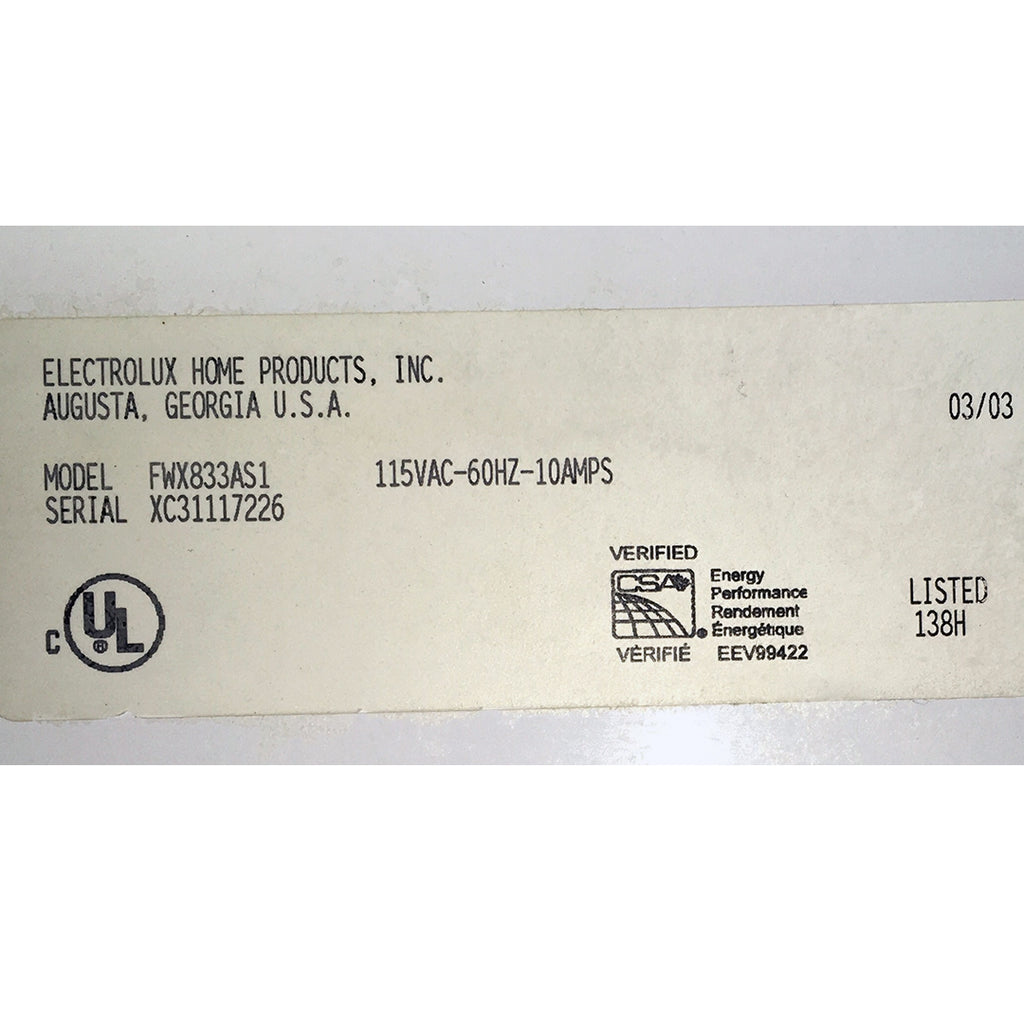 ELECTROLUX HOME PRODUCTS, INC.
AUGUSTA, GEORGIA U.S.A.
03/03
MODEL FWX833AS1 115VAC-60HZ-10AMPS
SERIAL XC31117226
C UL ®
VERIFIED
CSA ®
Energy
Performance
Rendement
Énergétique
VÉRIFIÉ EEV99422
LISTED
138H